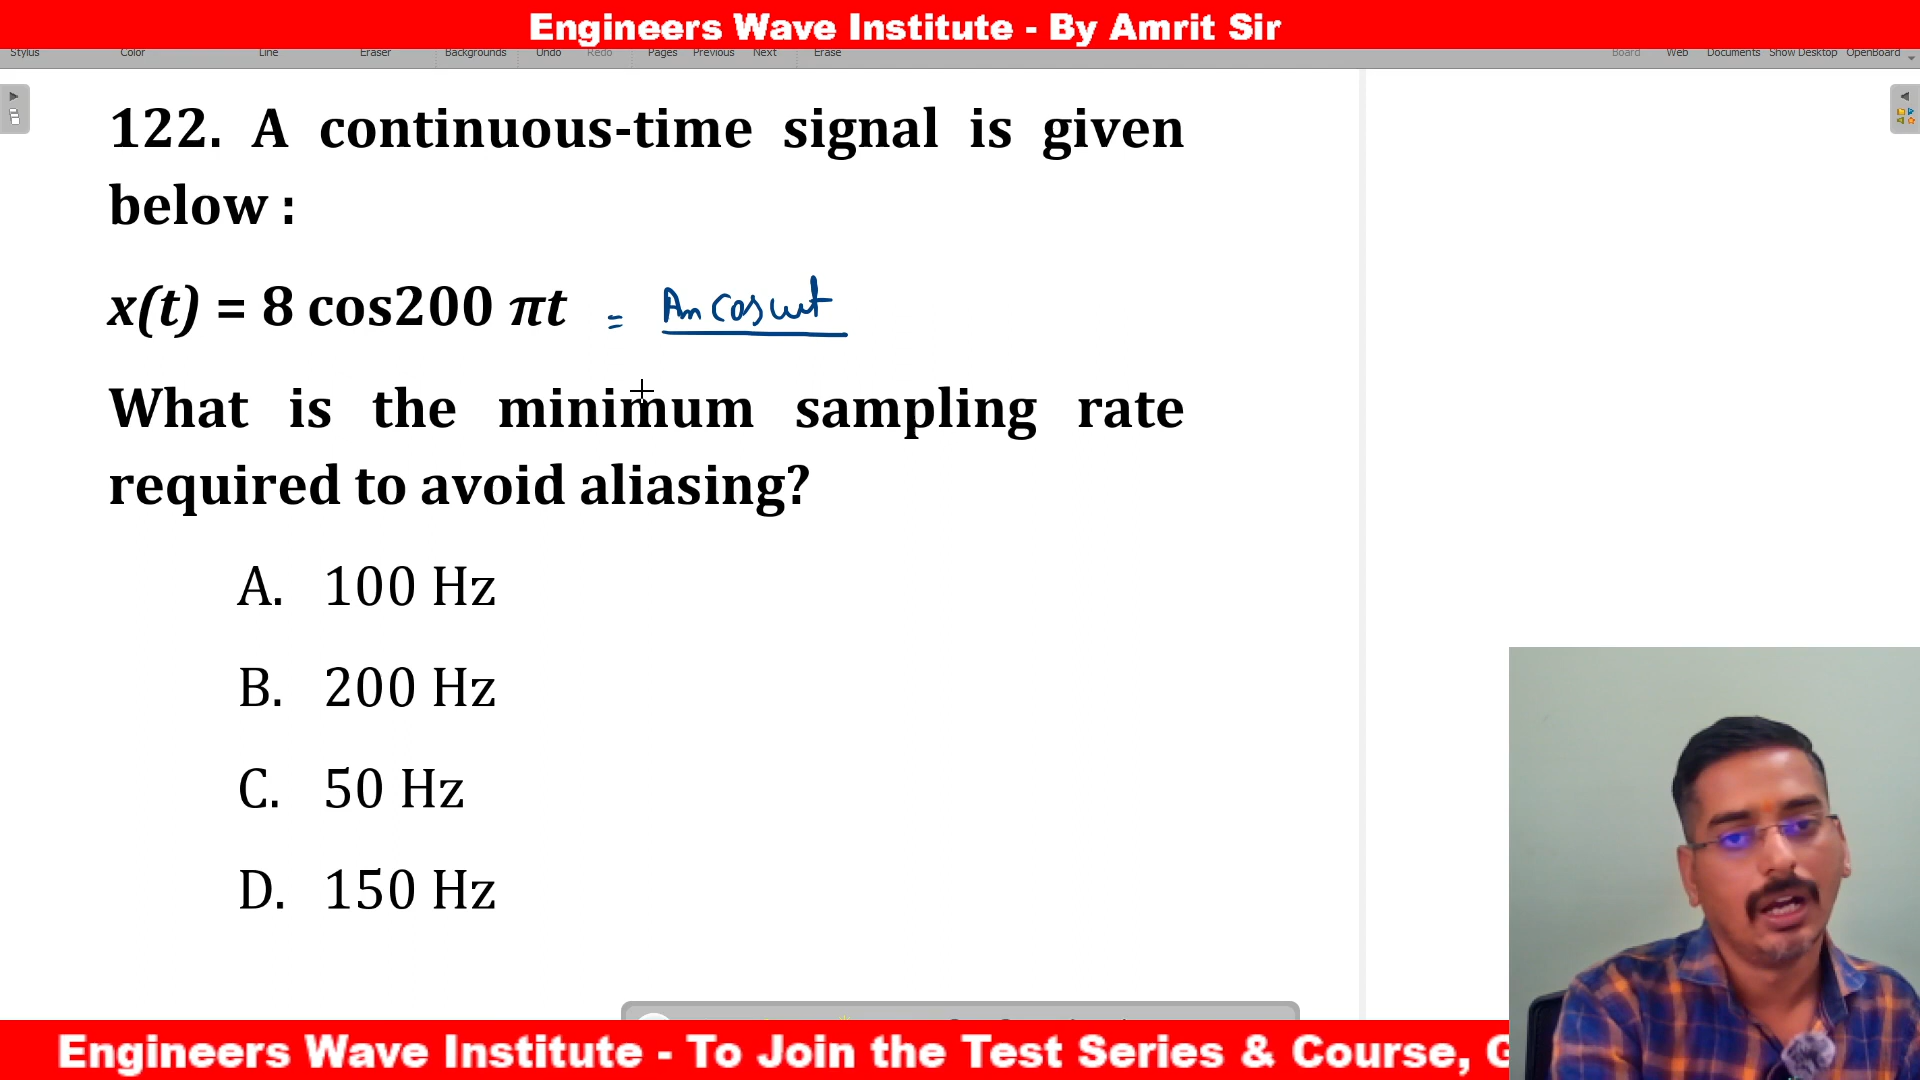 Engineers Wave Institute - By Amrit Sir
Stylus Color Line Eraser Backgrounds Undo Redo Pages Previous Next Erase Board Web Documents Show Desktop OpenBoard
122. A continuous-time signal is given
below :
x(t) = 8 cos200 πt = Am cos ωt
What is the minimum sampling rate
required to avoid aliasing?
A. 100 Hz
B. 200 Hz
C. 50 Hz
D. 150 Hz
Engineers Wave Institute - To Join the Test Series & Course, G